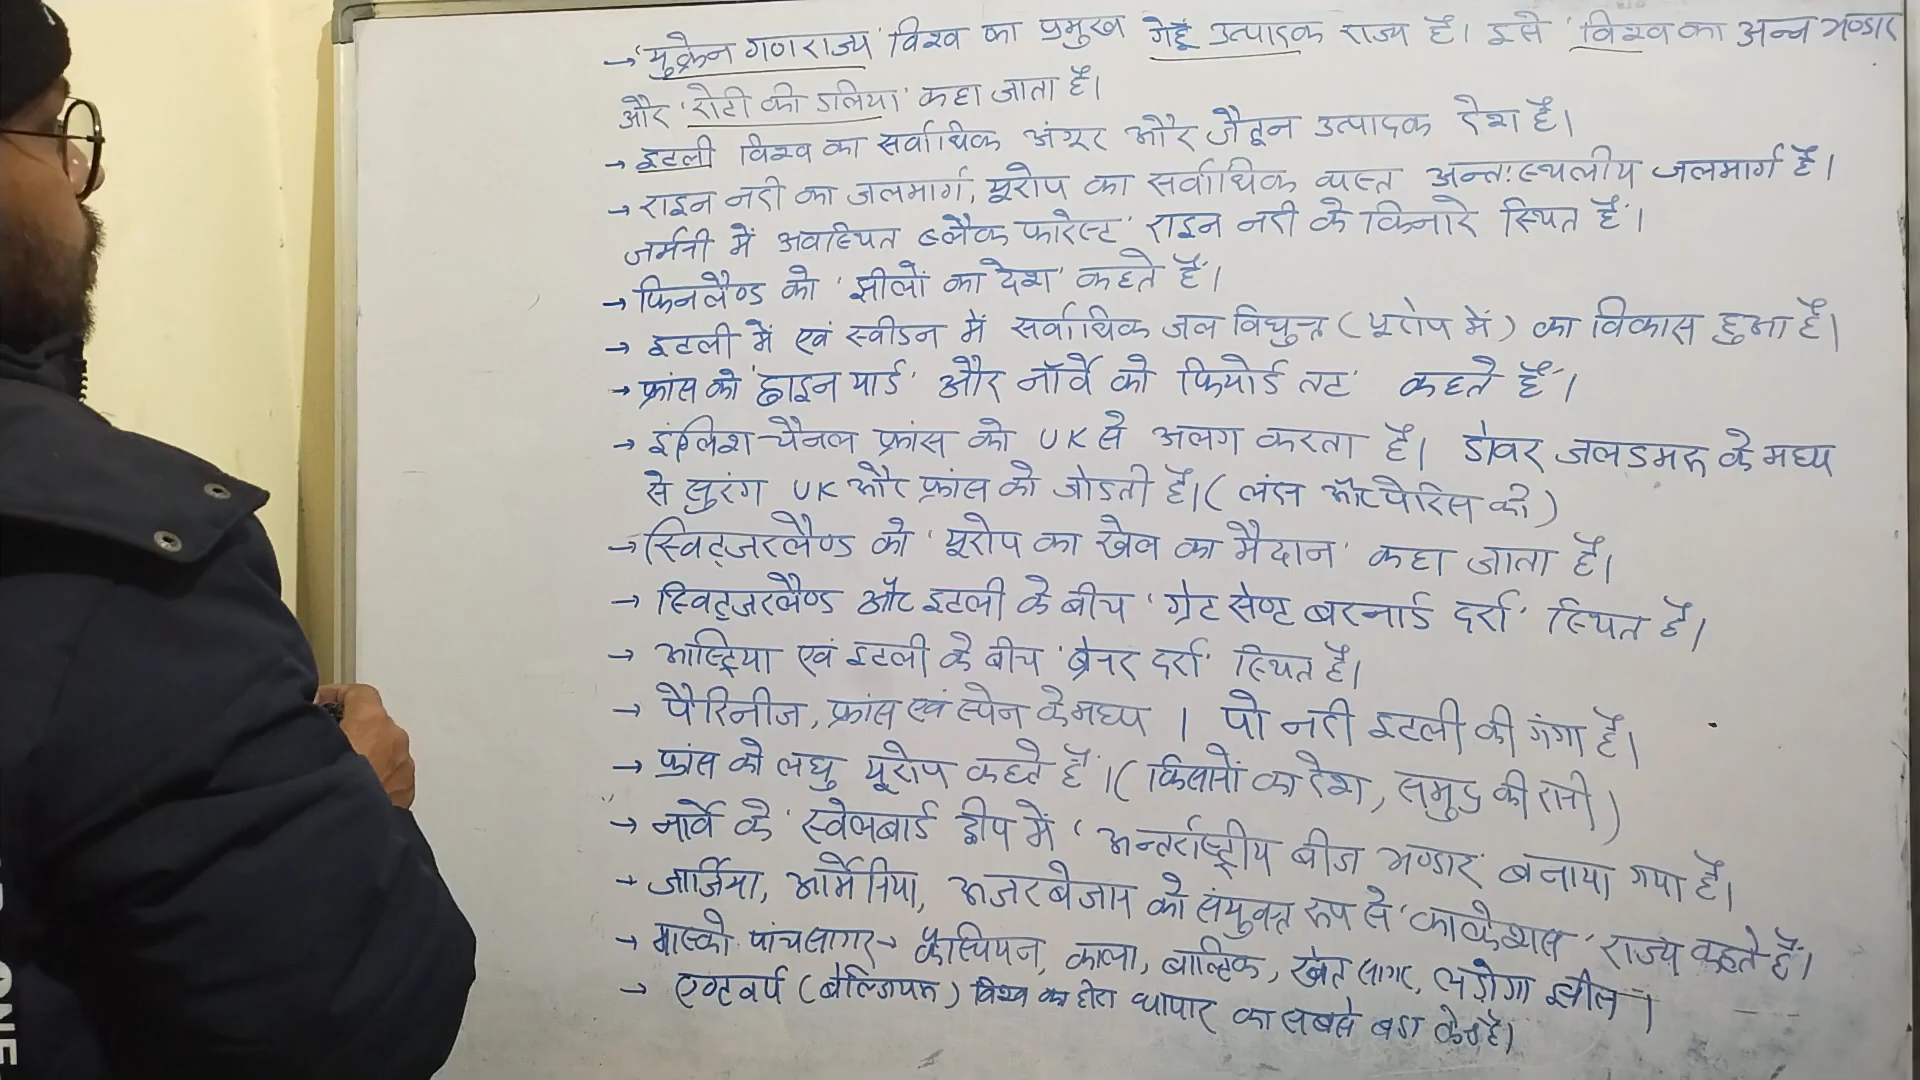 → 'युक्रेन गणराज्य' विश्व का प्रमुख गेहूँ उत्पादक राज्य है। इसे 'विश्व का अन्न भण्डार
और 'रोटी की डलिया' कहा जाता है।
→ इटली विश्व का सर्वाधिक अंगूर और जैतून उत्पादक देश है।
→ राइन नदी का जलमार्ग, यूरोप का सर्वाधिक व्यस्त अन्तःस्थलीय जलमार्ग है।
जर्मनी में अवस्थित ब्लैक फॉरेस्ट' राइन नदी के किनारे स्थित है।
→ फिनलैण्ड को 'झीलों का देश' कहते हैं।
→ इटली में एवं स्वीडन में सर्वाधिक जल विद्युत (यूरोप में) का विकास हुआ है।
→ फ्रांस को 'वाइन यार्ड' और नॉर्वे को फियोर्ड तट' कहते हैं।
→ इंग्लिश चैनल फ्रांस को UK से अलग करता है। डोवर जलडमरु के मध्य
से सुरंग UK और फ्रांस को जोडती है। (लंदन और पेरिस को)
→ स्विट्जरलैण्ड को 'यूरोप का खेल का मैदान' कहा जाता है।
→ स्विट्जरलैण्ड और इटली के बीच 'ग्रेट सेण्ट बरनार्ड दर्रा' स्थित है।
→ आस्ट्रिया एवं इटली के बीच 'ब्रेनर दर्रा' स्थित है।
→ पैरिनीज, फ्रांस एवं स्पेन के मध्य । पो नदी इटली की गंगा है।
→ फ्रांस को लघु यूरोप कहते हैं। (किसानों का देश, समुद्र की रानी)
→ नार्वे के 'स्वेलबार्ड द्वीप में 'अन्तर्राष्ट्रीय बीज भण्डार' बनाया गया है।
→ जार्जिया, आर्मेनिया, अजरबेजान को संयुक्त रूप से 'काकेशस' राज्य कहते हैं।
→ मास्को पांच सागर → कैस्पियन, काला, बाल्टिक, श्वेत सागर, लडोगा झील।
→ एण्टवर्प (बेल्जियम) विश्व का हीरा व्यापार का सबसे बडा केन्द्र है।